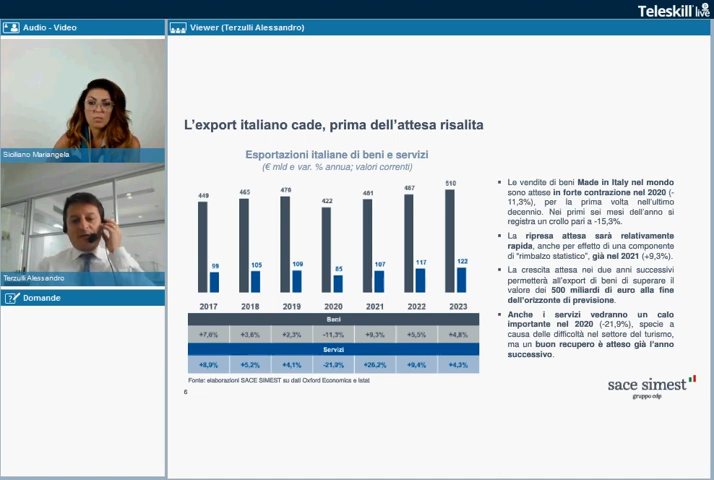 Teleskill live
Audio - Video
Viewer (Terzulli Alessandro)
Siciliano Mariangela
Terzulli Alessandro
Domande
L'export italiano cade, prima dell'attesa risalita
Esportazioni italiane di beni e servizi
(€ mld e var. % annua; valori correnti)
449 465 476 422 461 487 510
99 105 109 85 107 117 122
2017 2018 2019 2020 2021 2022 2023
Beni
+7,6% +3,6% +2,3% -11,3% +9,3% +5,5% +4,8%
Servizi
+8,9% +5,2% +4,1% -21,9% +26,2% +9,4% +4,3%
Fonte: elaborazioni SACE SIMEST su dati Oxford Economics e Istat
6
▪ Le vendite di beni Made in Italy nel mondo
sono attese in forte contrazione nel 2020 (-
11,3%), per la prima volta nell'ultimo
decennio. Nei primi sei mesi dell'anno si
registra un crollo pari a -15,3%.
▪ La ripresa attesa sarà relativamente
rapida, anche per effetto di una componente
di "rimbalzo statistico", già nel 2021 (+9,3%).
▪ La crescita attesa nei due anni successivi
permetterà all'export di beni di superare il
valore dei 500 miliardi di euro alla fine
dell'orizzonte di previsione.
▪ Anche i servizi vedranno un calo
importante nel 2020 (-21,9%), specie a
causa delle difficoltà nel settore del turismo,
ma un buon recupero è atteso già l'anno
successivo.
sace simest
gruppo cdp